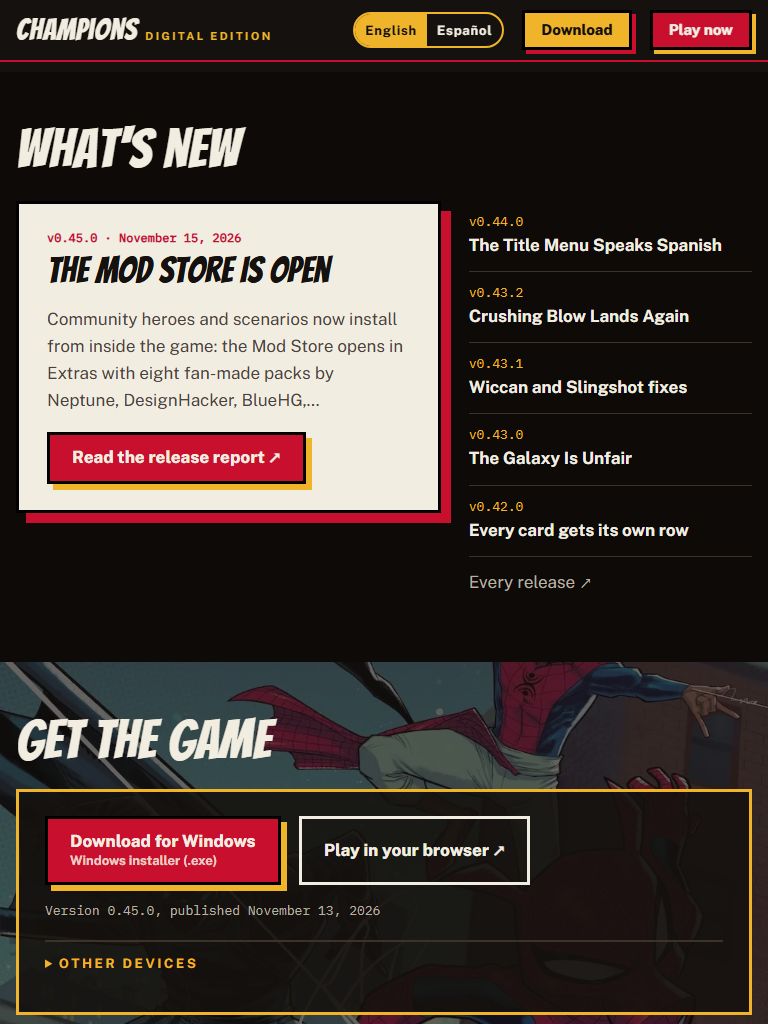 CHAMPIONS DIGITAL EDITION English Español Download Play now
WHAT'S NEW
v0.45.0 · November 15, 2026
THE MOD STORE IS OPEN
Community heroes and scenarios now install
from inside the game: the Mod Store opens in
Extras with eight fan-made packs by
Neptune, DesignHacker, BlueHG,...
Read the release report ↗
v0.44.0
The Title Menu Speaks Spanish
v0.43.2
Crushing Blow Lands Again
v0.43.1
Wiccan and Slingshot fixes
v0.43.0
The Galaxy Is Unfair
v0.42.0
Every card gets its own row
Every release ↗
GET THE GAME
Download for Windows
Windows installer (.exe)
Play in your browser ↗
Version 0.45.0, published November 13, 2026
▸ OTHER DEVICES